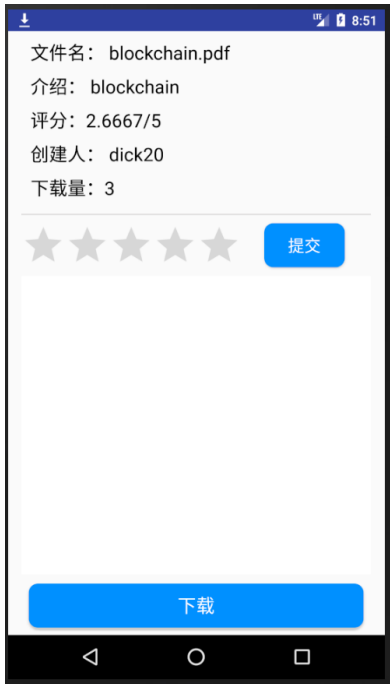 LTE 8:51
文件名： blockchain.pdf
介绍： blockchain
评分：2.6667/5
创建人： dick20
下载量：3
提交
下载